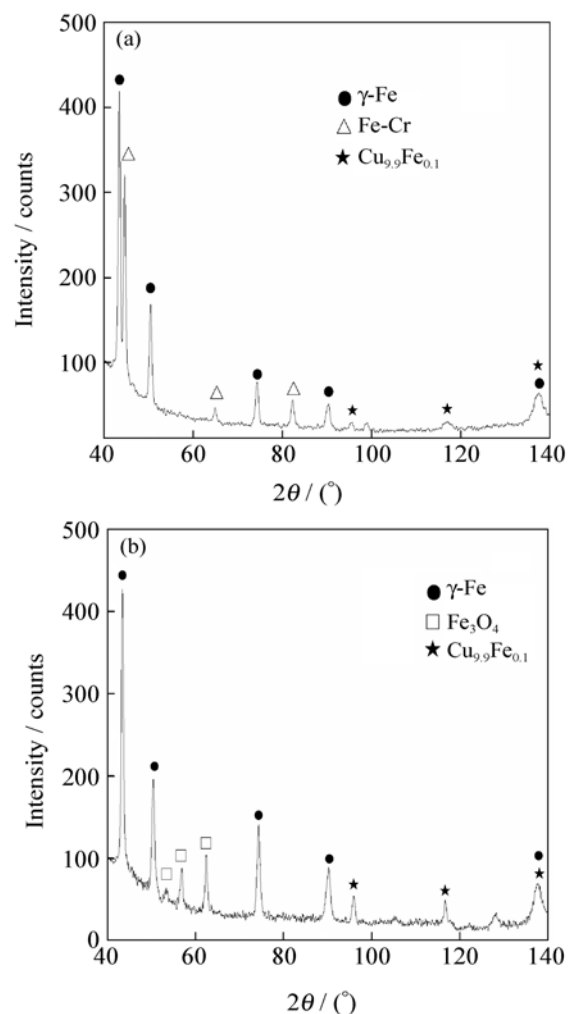 (a)
500
400
300
200
100
Intensity / counts
● γ-Fe
△ Fe-Cr
★ Cu9.9Fe0.1
40 60 80 100 120 140
2θ / (°)
(b)
500
400
300
200
100
0
Intensity / counts
● γ-Fe
□ Fe3O4
★ Cu9.9Fe0.1
40 60 80 100 120 140
2θ / (°)